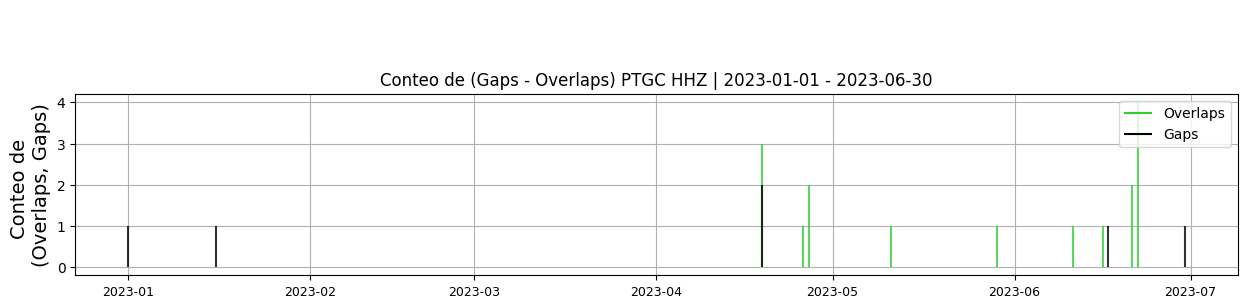 Conteo de (Gaps - Overlaps) PTGC HHZ | 2023-01-01 - 2023-06-30
Conteo de
(Overlaps, Gaps)
4
3
2
1
0
Overlaps
Gaps
2023-01
2023-02
2023-03
2023-04
2023-05
2023-06
2023-07